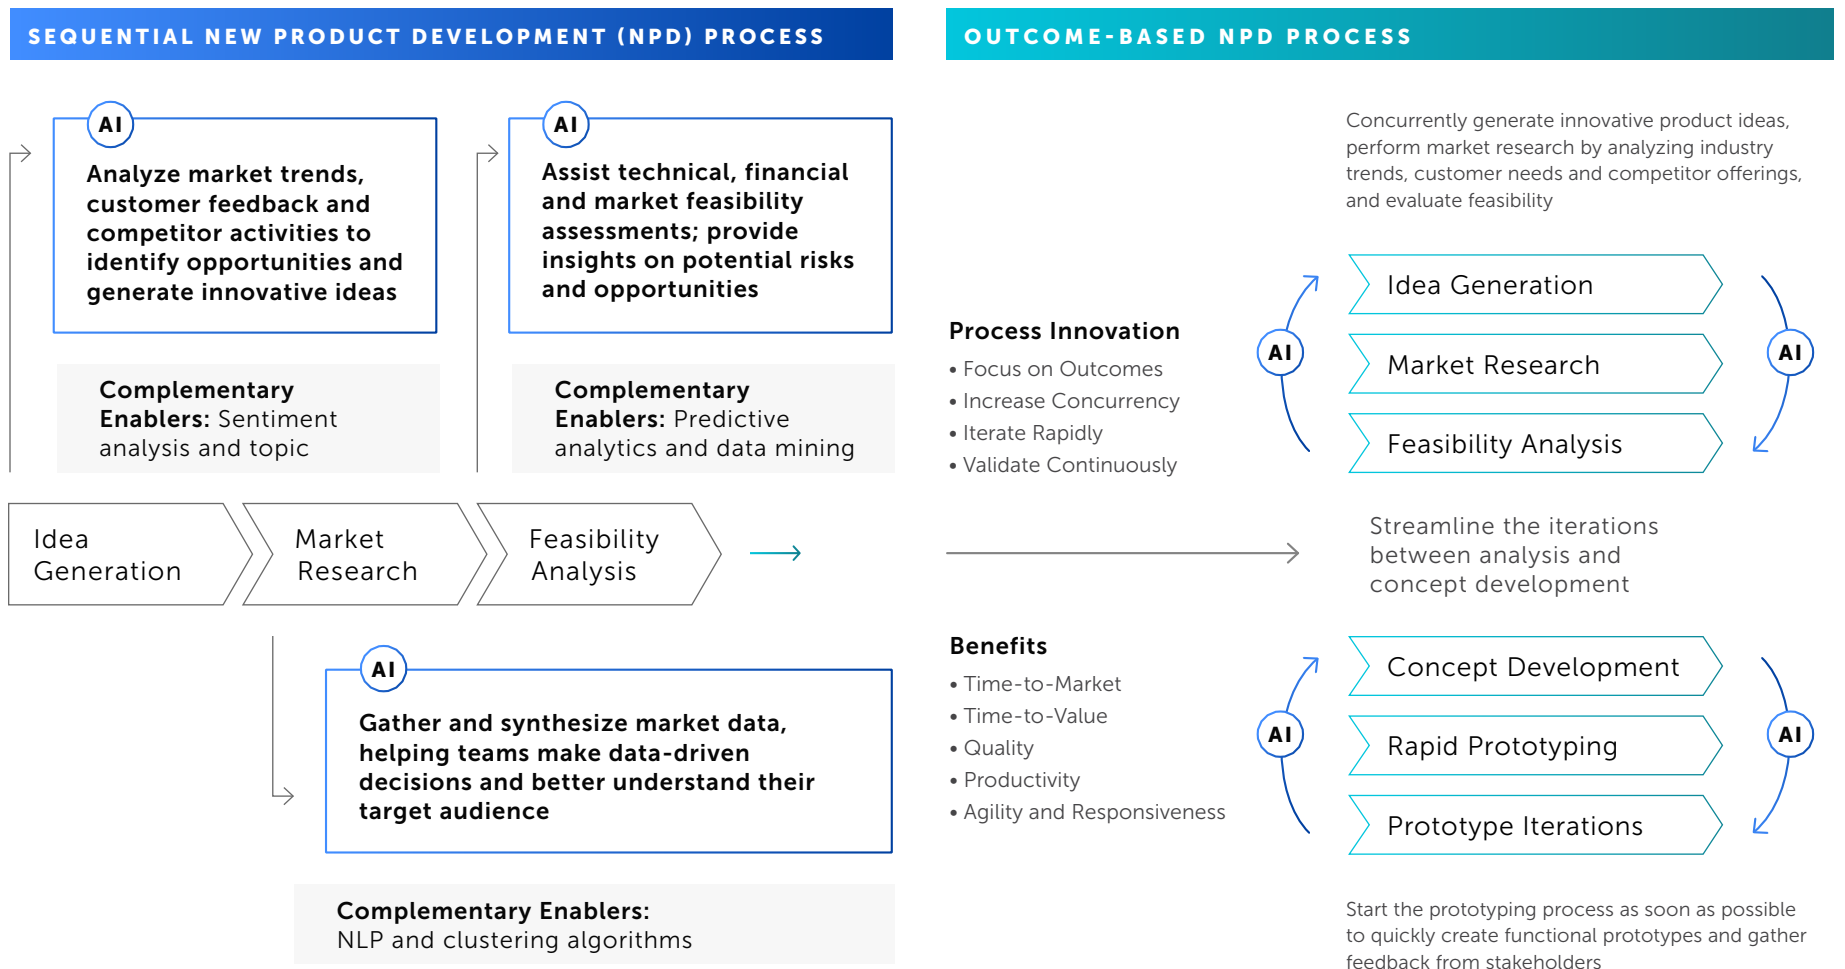 SEQUENTIAL NEW PRODUCT DEVELOPMENT (NPD) PROCESS
AI
Analyze market trends,
customer feedback and
competitor activities to
identify opportunities and
generate innovative ideas
Complementary
Enablers: Sentiment
analysis and topic
AI
Assist technical, financial
and market feasibility
assessments; provide
insights on potential risks
and opportunities
Complementary
Enablers: Predictive
analytics and data mining
Idea
Generation
Market
Research
Feasibility
Analysis
AI
Gather and synthesize market data,
helping teams make data-driven
decisions and better understand their
target audience
Complementary Enablers:
NLP and clustering algorithms
OUTCOME-BASED NPD PROCESS
Concurrently generate innovative product ideas,
perform market research by analyzing industry
trends, customer needs and competitor offerings,
and evaluate feasibility
Process Innovation
• Focus on Outcomes
• Increase Concurrency
• Iterate Rapidly
• Validate Continuously
AI
Idea Generation
Market Research
Feasibility Analysis
AI
Streamline the iterations
between analysis and
concept development
Benefits
• Time-to-Market
• Time-to-Value
• Quality
• Productivity
• Agility and Responsiveness
AI
Concept Development
Rapid Prototyping
Prototype Iterations
AI
Start the prototyping process as soon as possible
to quickly create functional prototypes and gather
feedback from stakeholders